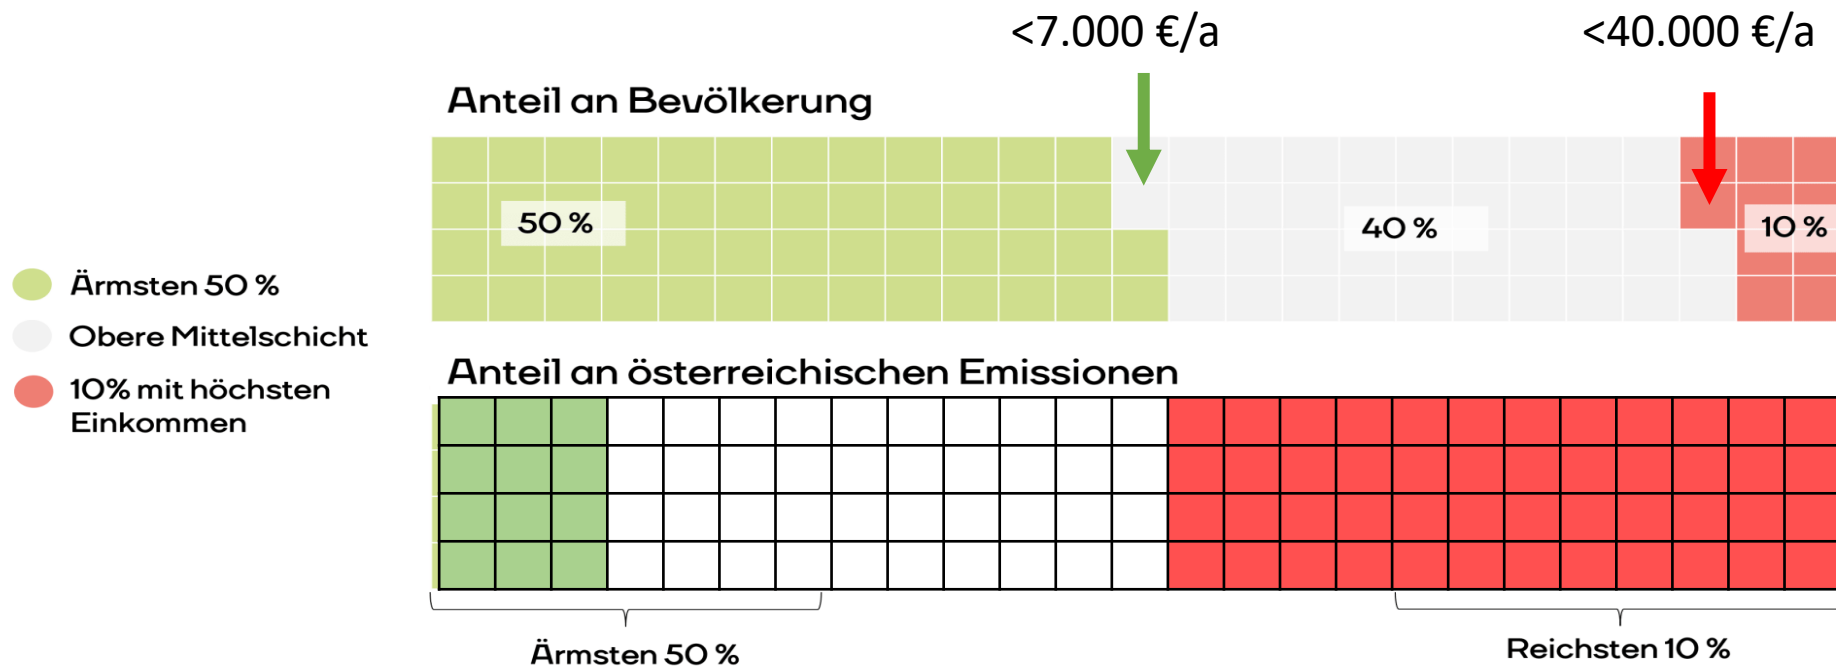 <7.000 €/a
<40.000 €/a
Anteil an Bevölkerung
50 %
40 %
10 %
Ärmsten 50 %
Obere Mittelschicht
10% mit höchsten
Einkommen
Anteil an österreichischen Emissionen
Ärmsten 50 %
Reichsten 10 %